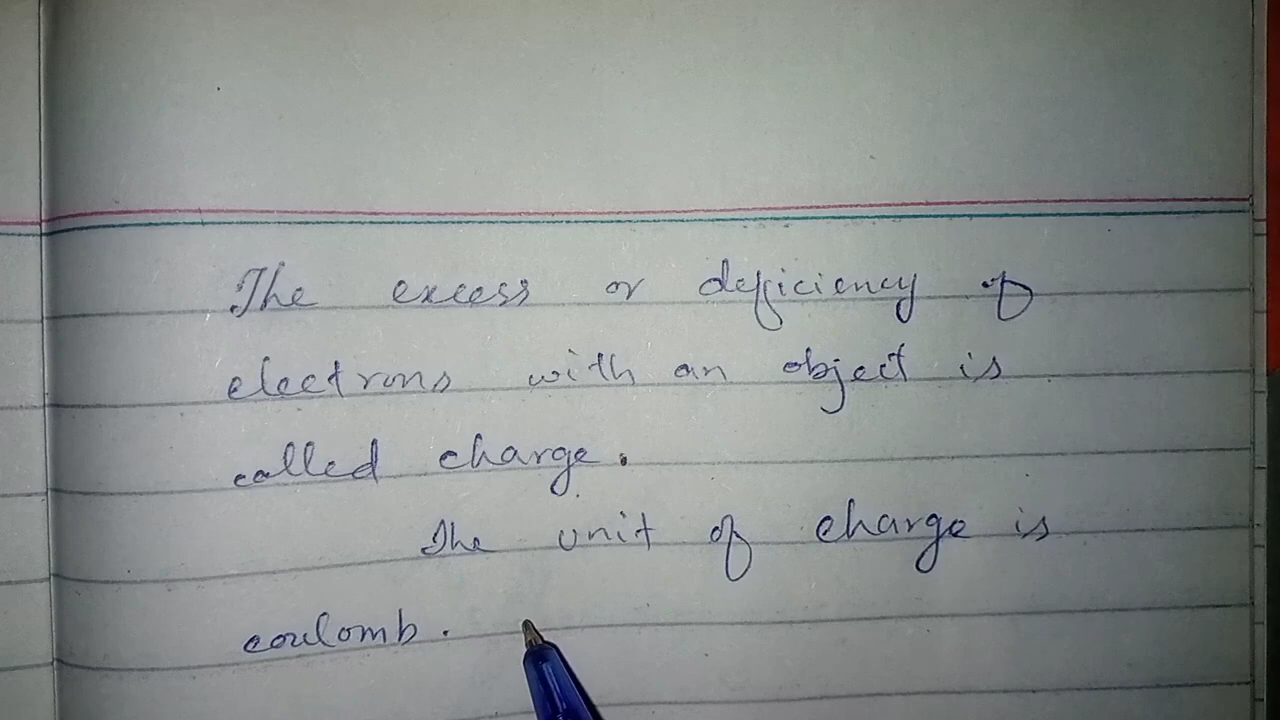 The excess or deficiency of
electrons with an object is
called charge.
The unit of charge is
coulomb.